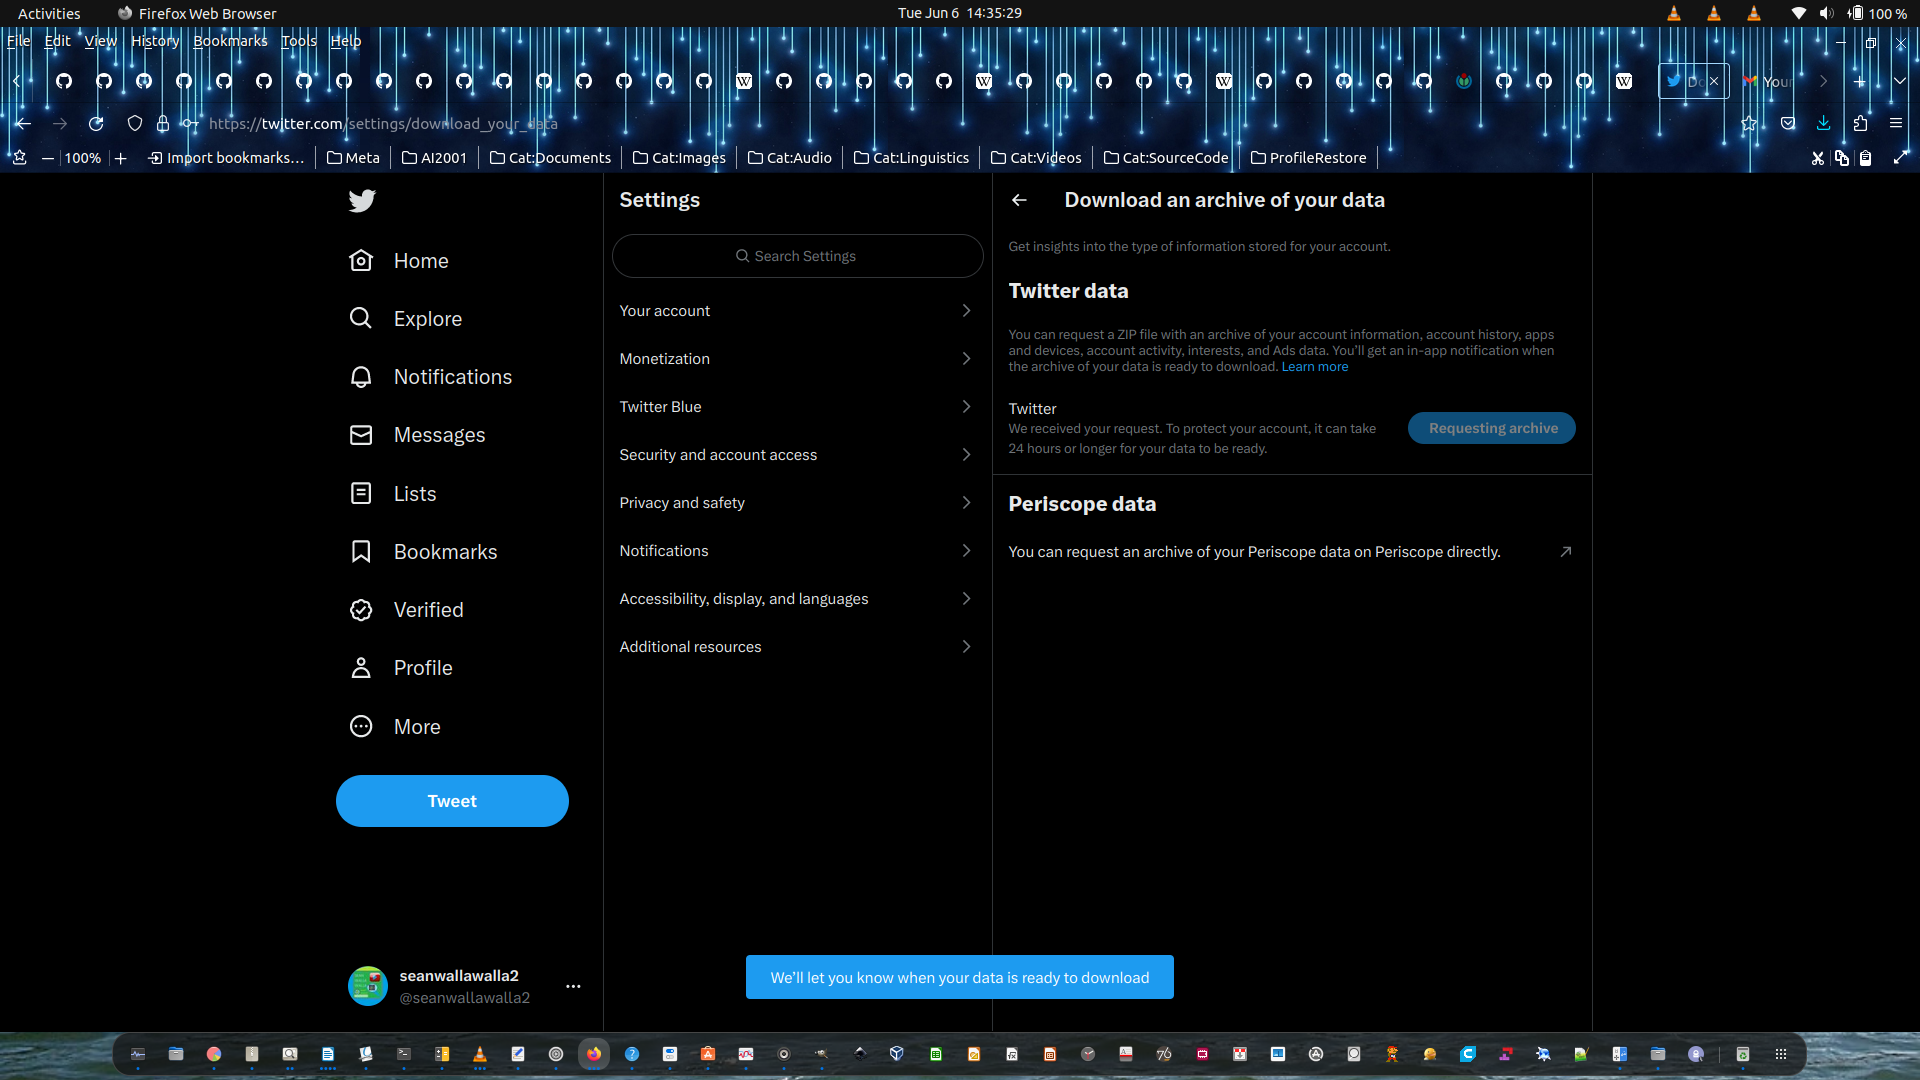 Activities
Firefox Web Browser
Tue Jun 6 14:35:29
100 %
File Edit View History Bookmarks Tools Help
Your
https://twitter.com/settings/download_your_data
100%
Import bookmarks...
Meta
AI2001
Cat:Documents
Cat:Images
Cat:Audio
Cat:Linguistics
Cat:Videos
Cat:SourceCode
ProfileRestore
Home
Explore
Notifications
Messages
Lists
Bookmarks
Verified
Profile
More
Tweet
seanwallawalla2
@seanwallawalla2
Settings
Search Settings
Your account
Monetization
Twitter Blue
Security and account access
Privacy and safety
Notifications
Accessibility, display, and languages
Additional resources
Download an archive of your data
Get insights into the type of information stored for your account.
Twitter data
You can request a ZIP file with an archive of your account information, account history, apps
and devices, account activity, interests, and Ads data. You’ll get an in-app notification when
the archive of your data is ready to download. Learn more
Twitter
We received your request. To protect your account, it can take
24 hours or longer for your data to be ready.
Requesting archive
Periscope data
You can request an archive of your Periscope data on Periscope directly.
We’ll let you know when your data is ready to download